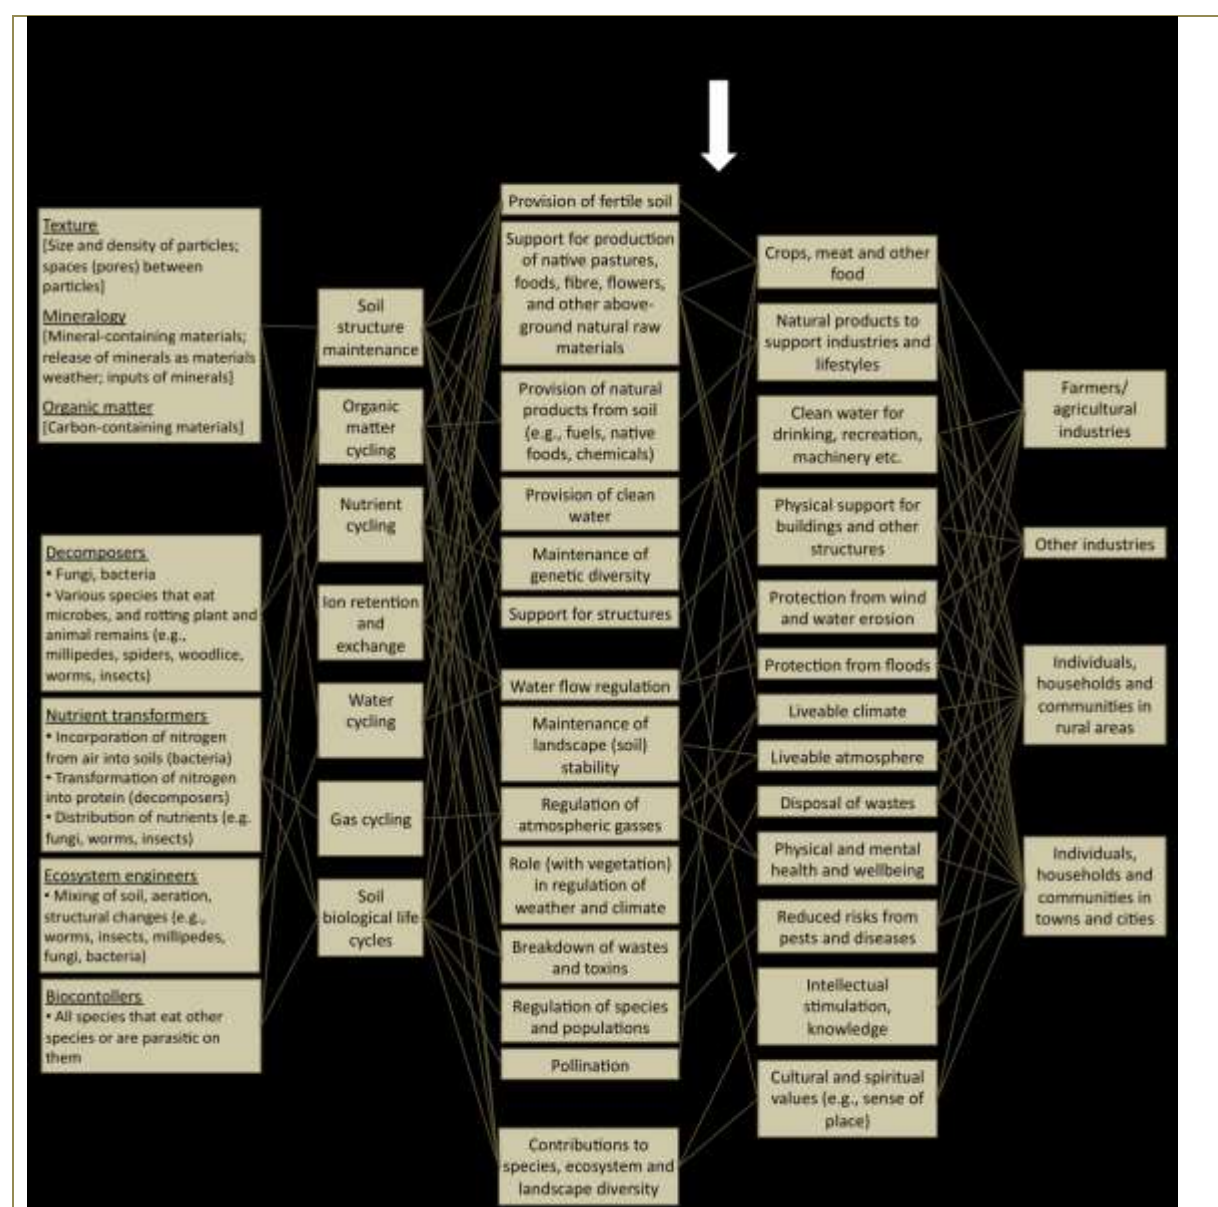 Texture
[Size and density of particles;
spaces (pores) between
particles]
Mineralogy
[Mineral-containing materials;
release of minerals as materials
weather; inputs of minerals]
Organic matter
[Carbon-containing materials]
Decomposers
• Fungi, bacteria
• Various species that eat
microbes, and rotting plant and
animal remains (e.g.,
millipedes, spiders, woodlice,
worms, insects)
Nutrient transformers
• Incorporation of nitrogen
from air into soils (bacteria)
• Transformation of nitrogen
into protein (decomposers)
• Distribution of nutrients (e.g.
fungi, worms, insects)
Ecosystem engineers
• Mixing of soil, aeration,
structural changes (e.g.,
worms, insects, millipedes,
fungi, bacteria)
Biocontollers
• All species that eat other
species or are parasitic on
them
Soil
structure
maintenance
Organic
matter
cycling
Nutrient
cycling
Ion retention
and
exchange
Water
cycling
Gas cycling
Soil
biological life
cycles
Provision of fertile soil
Support for production
of native pastures,
foods, fibre, flowers,
and other above-
ground natural raw
materials
Provision of natural
products from soil
(e.g., fuels, native
foods, chemicals)
Provision of clean
water
Maintenance of
genetic diversity
Support for structures
Water flow regulation
Maintenance of
landscape (soil)
stability
Regulation of
atmospheric gasses
Role (with vegetation)
in regulation of
weather and climate
Breakdown of wastes
and toxins
Regulation of species
and populations
Pollination
Contributions to
species, ecosystem and
landscape diversity
Crops, meat and other
food
Natural products to
support industries and
lifestyles
Clean water for
drinking, recreation,
machinery etc.
Physical support for
buildings and other
structures
Protection from wind
and water erosion
Protection from floods
Liveable climate
Liveable atmosphere
Disposal of wastes
Physical and mental
health and wellbeing
Reduced risks from
pests and diseases
Intellectual
stimulation,
knowledge
Cultural and spiritual
values (e.g., sense of
place)
Farmers/
agricultural
industries
Other industries
Individuals,
households and
communities in
rural areas
Individuals,
households and
communities in
towns and cities